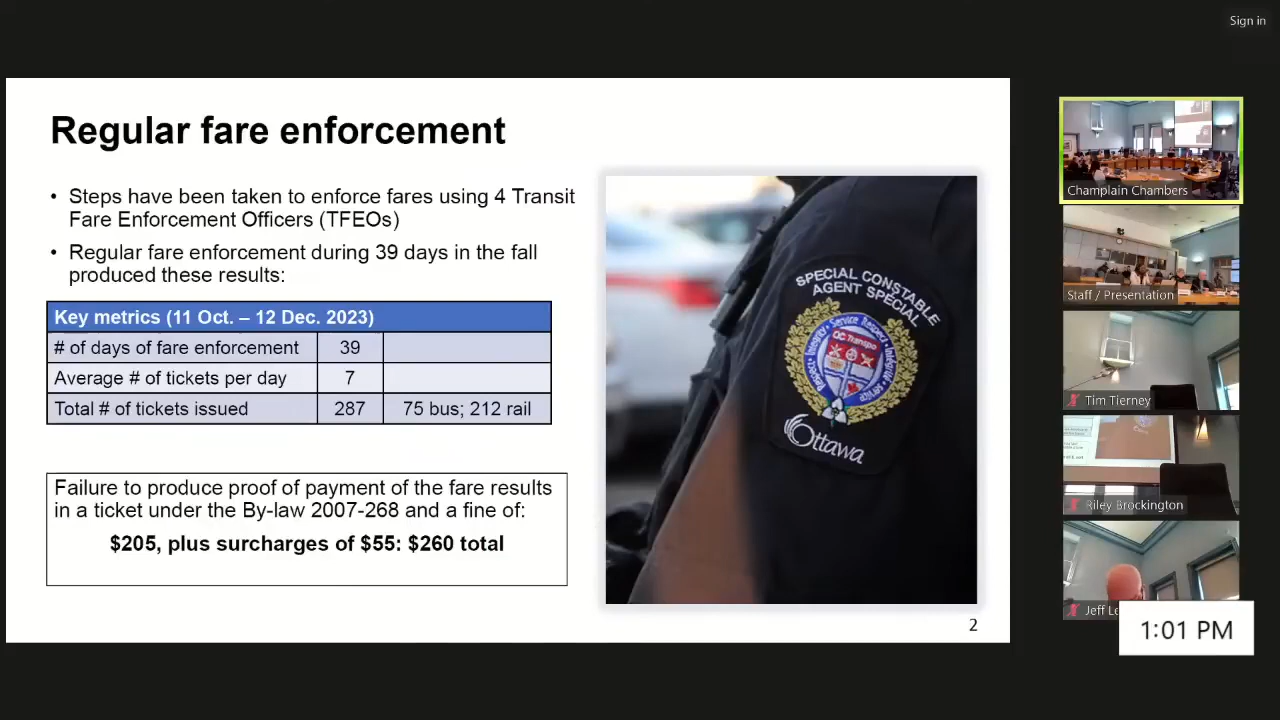 Sign in
Regular fare enforcement
• Steps have been taken to enforce fares using 4 Transit
Fare Enforcement Officers (TFEOs)
• Regular fare enforcement during 39 days in the fall
produced these results:
Key metrics (11 Oct. – 12 Dec. 2023)
# of days of fare enforcement 39
Average # of tickets per day 7
Total # of tickets issued 287 75 bus; 212 rail
Failure to produce proof of payment of the fare results
in a ticket under the By-law 2007-268 and a fine of:
$205, plus surcharges of $55: $260 total
SPECIAL CONSTABLE
AGENT SPECIAL
Service Respect
Integrity
OC Transpo
Ottawa
2
Champlain Chambers
Staff / Presentation
Tim Tierney
Riley Brockington
Jeff Le
1:01 PM